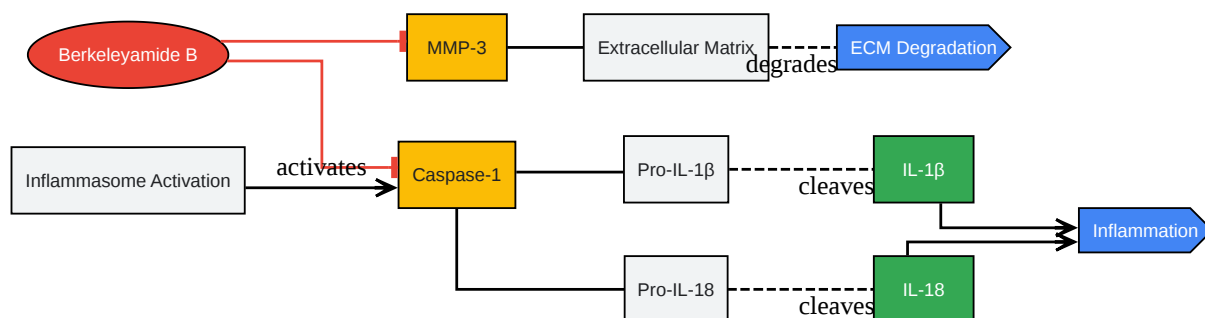 Berkeleyamide B
MMP-3
Extracellular Matrix
degrades
ECM Degradation
Inflammasome Activation
activates
Caspase-1
Pro-IL-1β
cleaves
IL-1β
Inflammation
Pro-IL-18
cleaves
IL-18